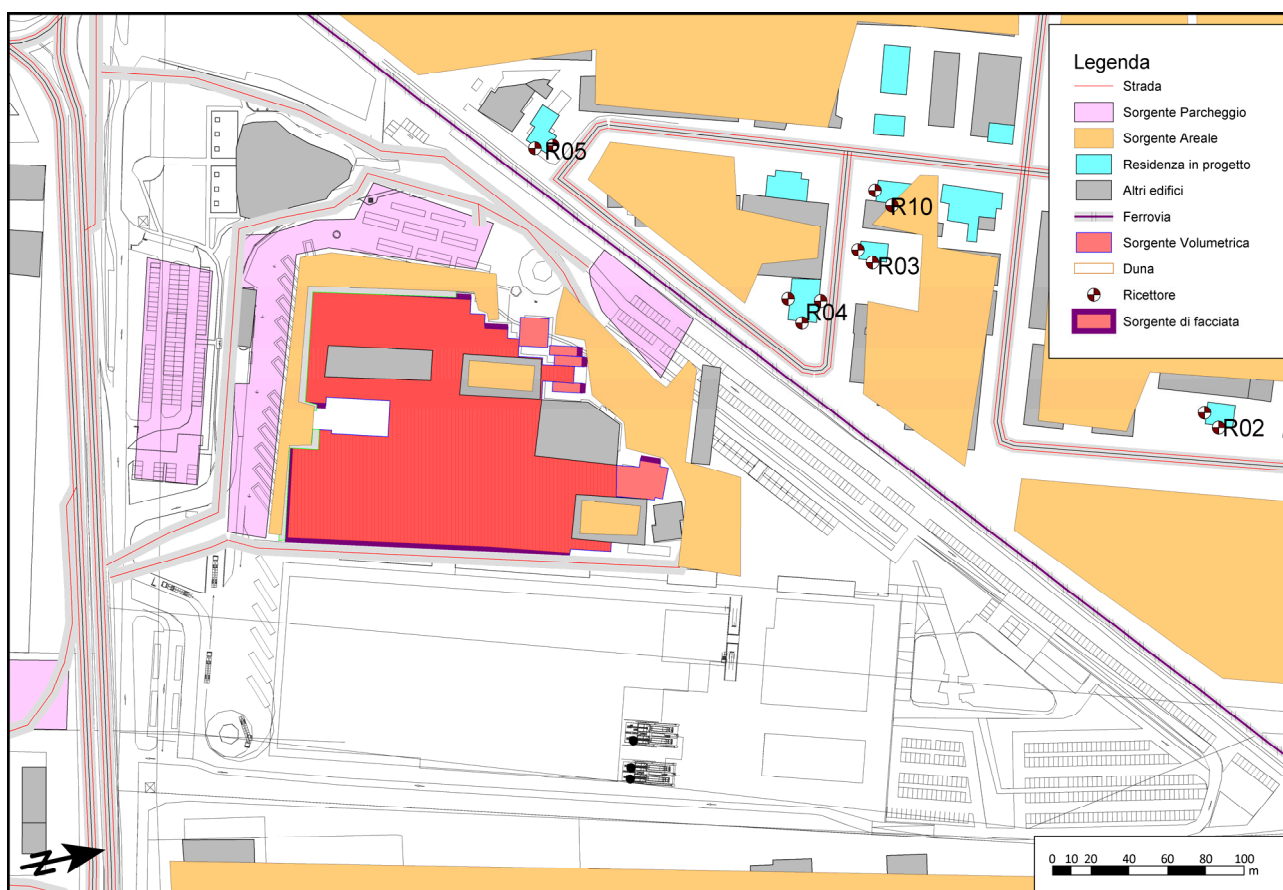 Legenda
Strada
Sorgente Parcheggio
Sorgente Areale
Residenza in progetto
Altri edifici
Ferrovia
Sorgente Volumetrica
Duna
Ricettore
Sorgente di facciata
R05
R10
R03
R04
R02
N
0 10 20 40 60 80 100
m